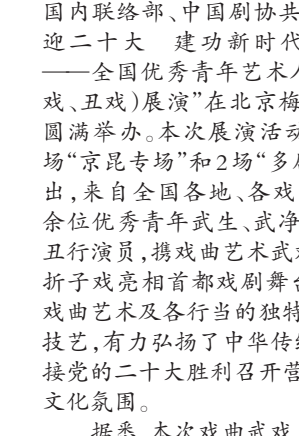 国内联络部、中国剧协共
迎二十大　建功新时代
——全国优秀青年艺术人
戏、丑戏)展演”在北京梅
圆满举办。本次展演活动
场“京昆专场”和2场“多剧
出，来自全国各地、各戏
余位优秀青年武生、武净
丑行演员，携戏曲艺术武戏
折子戏亮相首都戏剧舞台
戏曲艺术及各行当的独特
技艺，有力弘扬了中华传统
接党的二十大胜利召开营
文化氛围。
据悉，本次戏曲武戏、